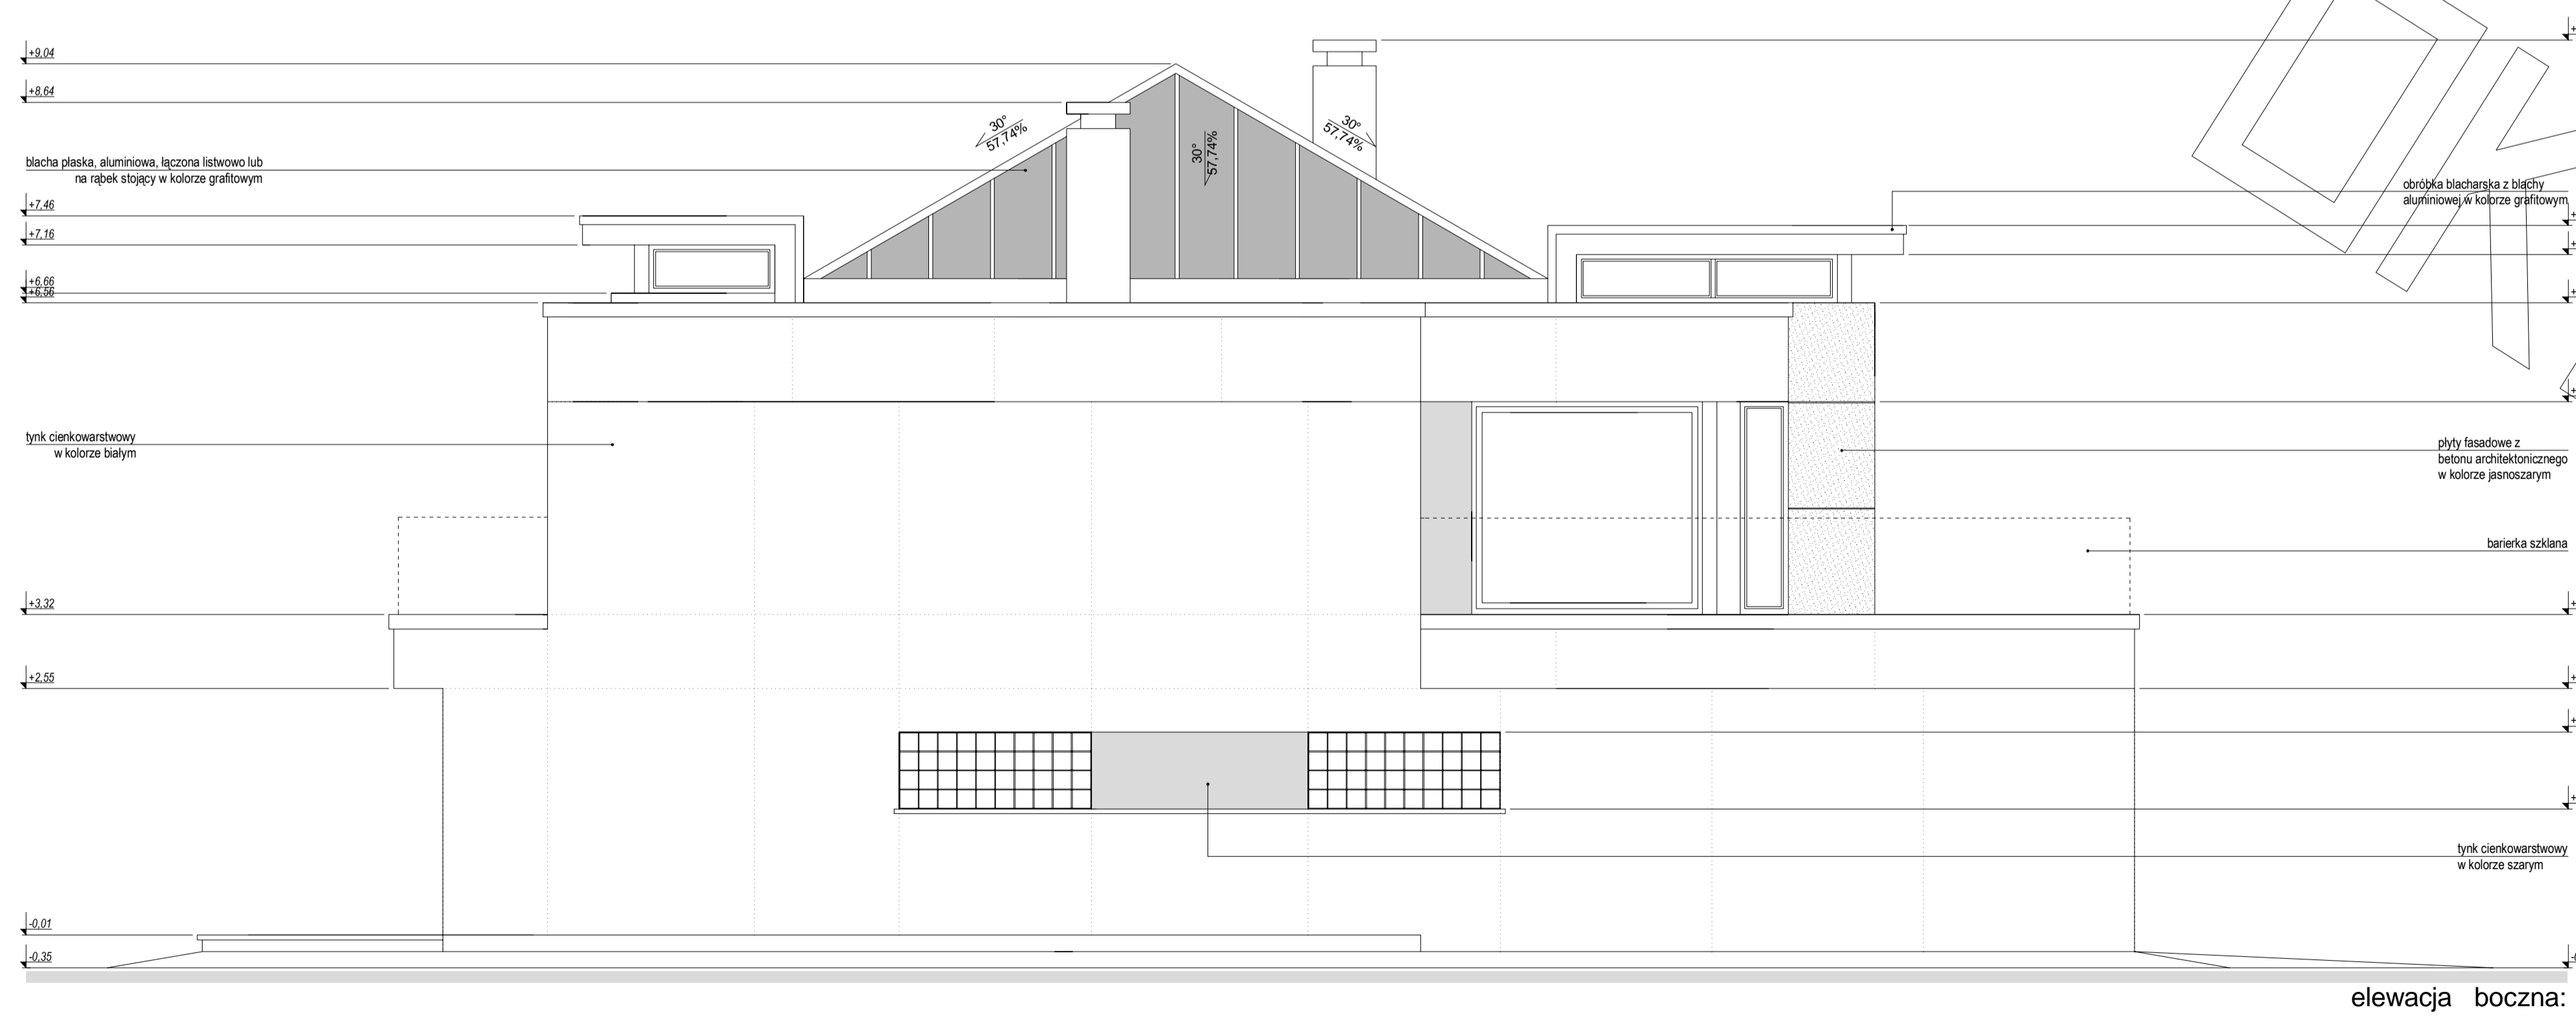 +9,04
+8,64
30°
57,74%
30°
57,74%
30°
57,74%
blacha płaska, aluminiowa, łączona listwowo lub
na rąbek stojący w kolorze grafitowym
obróbka blacharska z blachy
aluminiowej w kolorze grafitowym
+7,46
+7,16
+6,66
+6,56
tynk cienkowarstwowy
w kolorze białym
płyty fasadowe z
betonu architektonicznego
w kolorze jasnoszarym
barierka szklana
+3,32
+2,55
tynk cienkowarstwowy
w kolorze szarym
-0,01
-0,35
elewacja boczna: